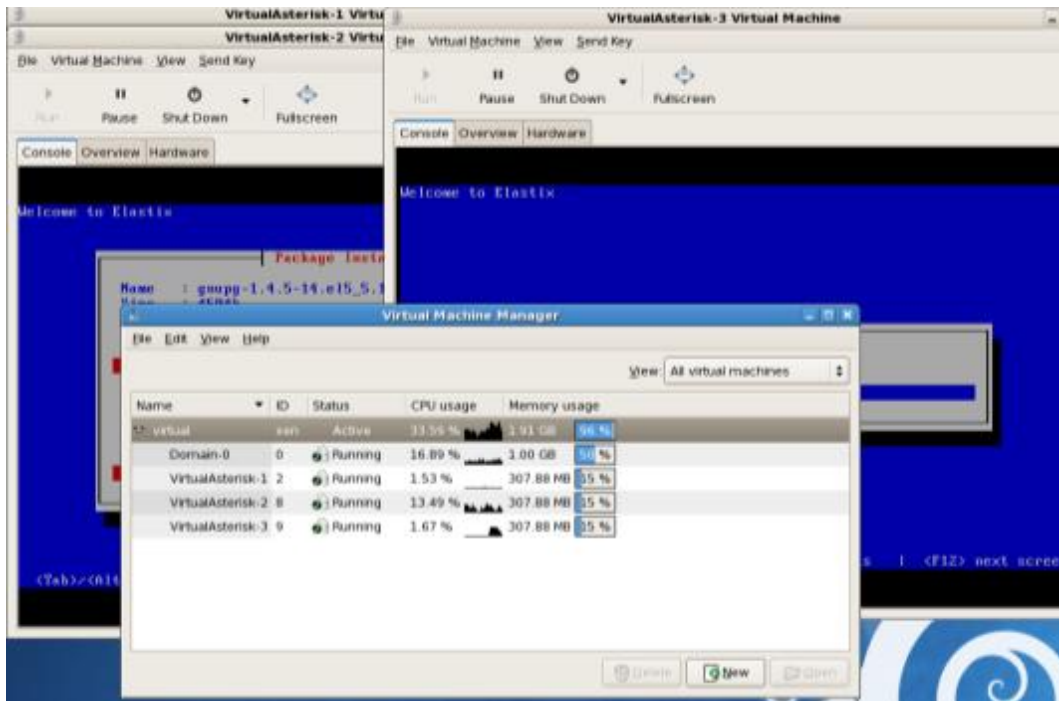 VirtualAsterisk-1 Virtu
VirtualAsterisk-2 Virtu
File Virtual Machine View Send Key
Run Pause Shut Down Fullscreen
Console Overview Hardware
Welcome to Elastix
Package Insta
Name : gnupg-1.4.5-14.el5_5.1
<Tab>/<Alt
VirtualAsterisk-3 Virtual Machine
File Virtual Machine View Send Key
Run Pause Shut Down Fullscreen
Console Overview Hardware
Welcome to Elastix
s | <F12> next scree
Virtual Machine Manager
File Edit View Help
View: All virtual machines
Name ID Status CPU usage Memory usage
virtual xen Active 33.59 % 1.91 GB 96 %
Domain-0 0 Running 16.89 % 1.00 GB 50 %
VirtualAsterisk-1 2 Running 1.53 % 307.88 MB 15 %
VirtualAsterisk-2 8 Running 13.49 % 307.88 MB 15 %
VirtualAsterisk-3 9 Running 1.67 % 307.88 MB 15 %
Delete New Open